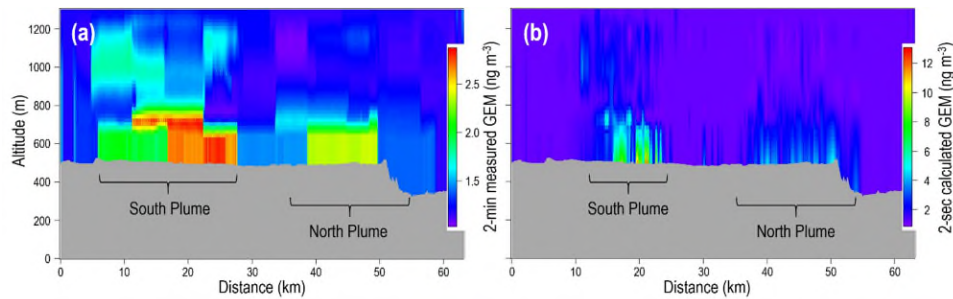 (a)
Altitude (m)
1200
1000
800
600
400
200
0
0 10 20 30 40 50 60
Distance (km)
South Plume
North Plume
2.5
2.0
1.5
2-min measured GEM (ng m-3)
(b)
0 10 20 30 40 50 60
Distance (km)
South Plume
North Plume
12
10
8
6
4
2
2-sec calculated GEM (ng m-3)